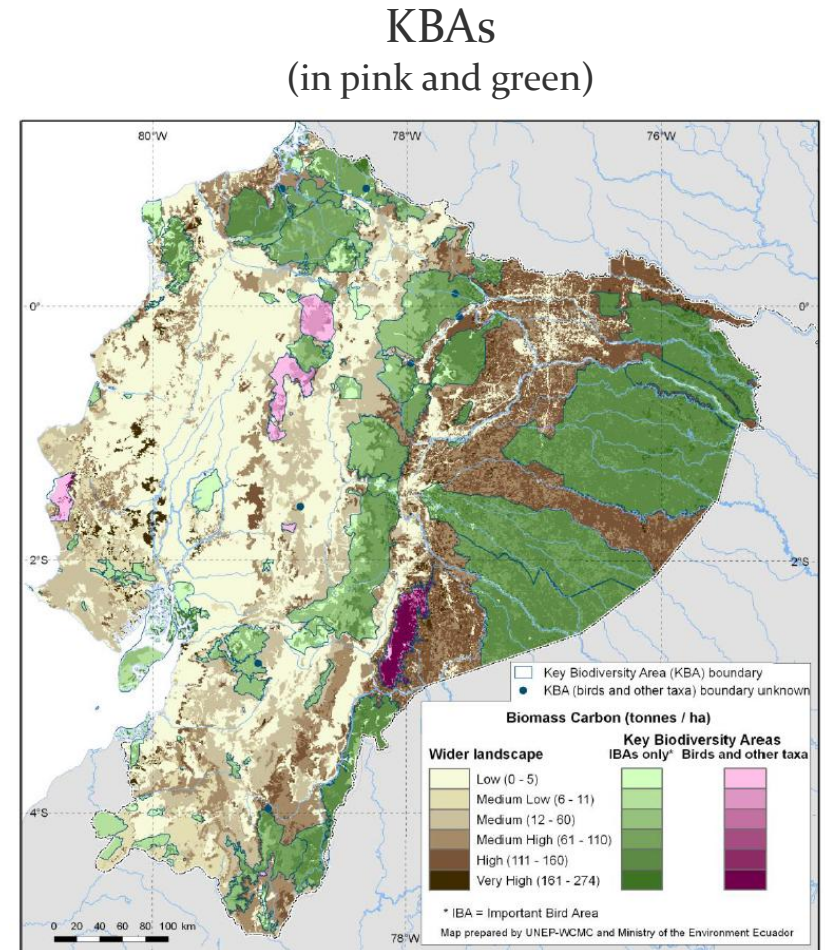 KBAs
(in pink and green)
80°W 78°W 76°W
0° 0°
2°S 2°S
4°S
78°W
Key Biodiversity Area (KBA) boundary
KBA (birds and other taxa) boundary unknown
Biomass Carbon (tonnes / ha)
Key Biodiversity Areas
Wider landscape IBAs only* Birds and other taxa
Low (0 - 5)
Medium Low (6 - 11)
Medium (12 - 60)
Medium High (61 - 110)
High (111 - 160)
Very High (161 - 274)
* IBA = Important Bird Area
Map prepared by UNEP-WCMC and Ministry of the Environment Ecuador
0 20 40 60 80 100 km